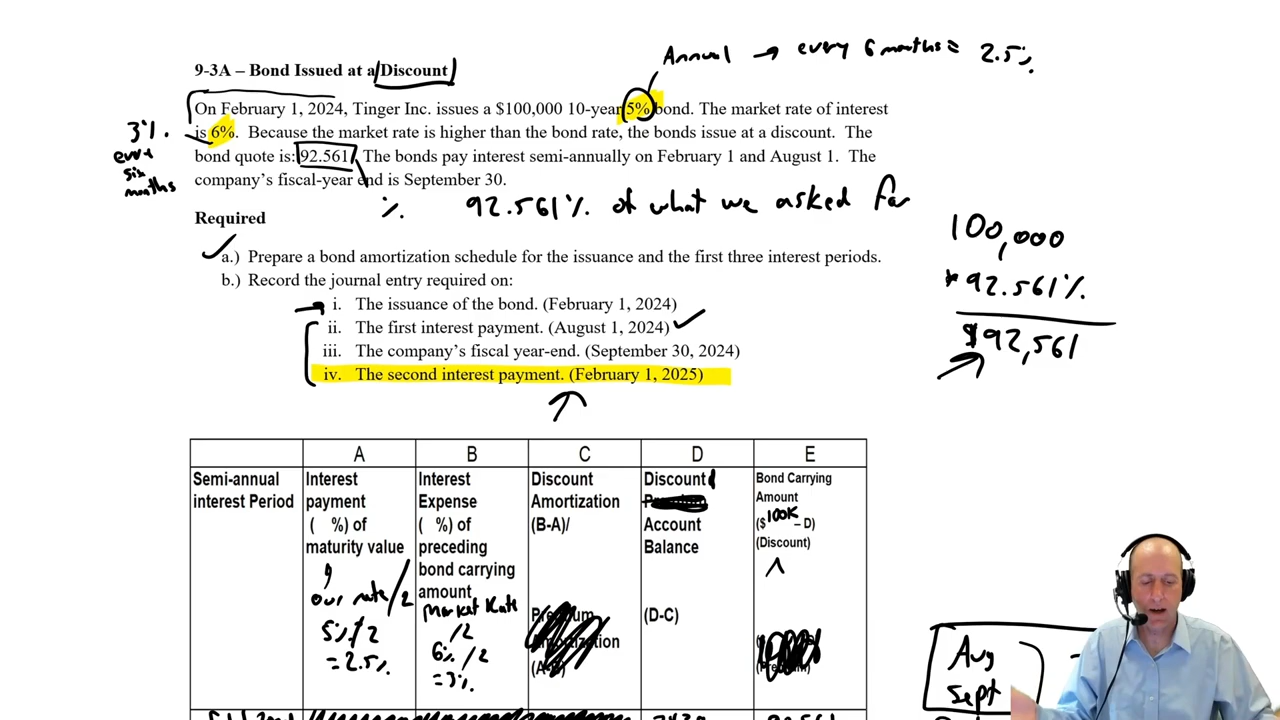 Annual → every 6 months = 2.5%
9-3A – Bond Issued at a Discount
On February 1, 2024, Tinger Inc. issues a $100,000 10-year 5% bond. The market rate of interest
is 6%. Because the market rate is higher than the bond rate, the bonds issue at a discount. The
bond quote is: 92.561. The bonds pay interest semi-annually on February 1 and August 1. The
company's fiscal-year end is September 30.
3%.
every
six
months
% 92.561% of what we asked for
Required
a.) Prepare a bond amortization schedule for the issuance and the first three interest periods.
b.) Record the journal entry required on:
i. The issuance of the bond. (February 1, 2024)
ii. The first interest payment. (August 1, 2024)
iii. The company's fiscal year-end. (September 30, 2024)
iv. The second interest payment. (February 1, 2025)
100,000
* 92.561%
$92,561
A B C D E
Semi-annual
interest Period
Interest
payment
( %) of
maturity value
our rate/2
5%/2
= 2.5%
Interest
Expense
( %) of
preceding
bond carrying
amount
Market Rate
/2
6%/2
= 3%
Discount
Amortization
(B-A)/
Premium
Amortization
(A-B)
Discount
Account
Balance
(D-C)
Bond Carrying
Amount
($100K – D)
(Discount)
Aug
Sept